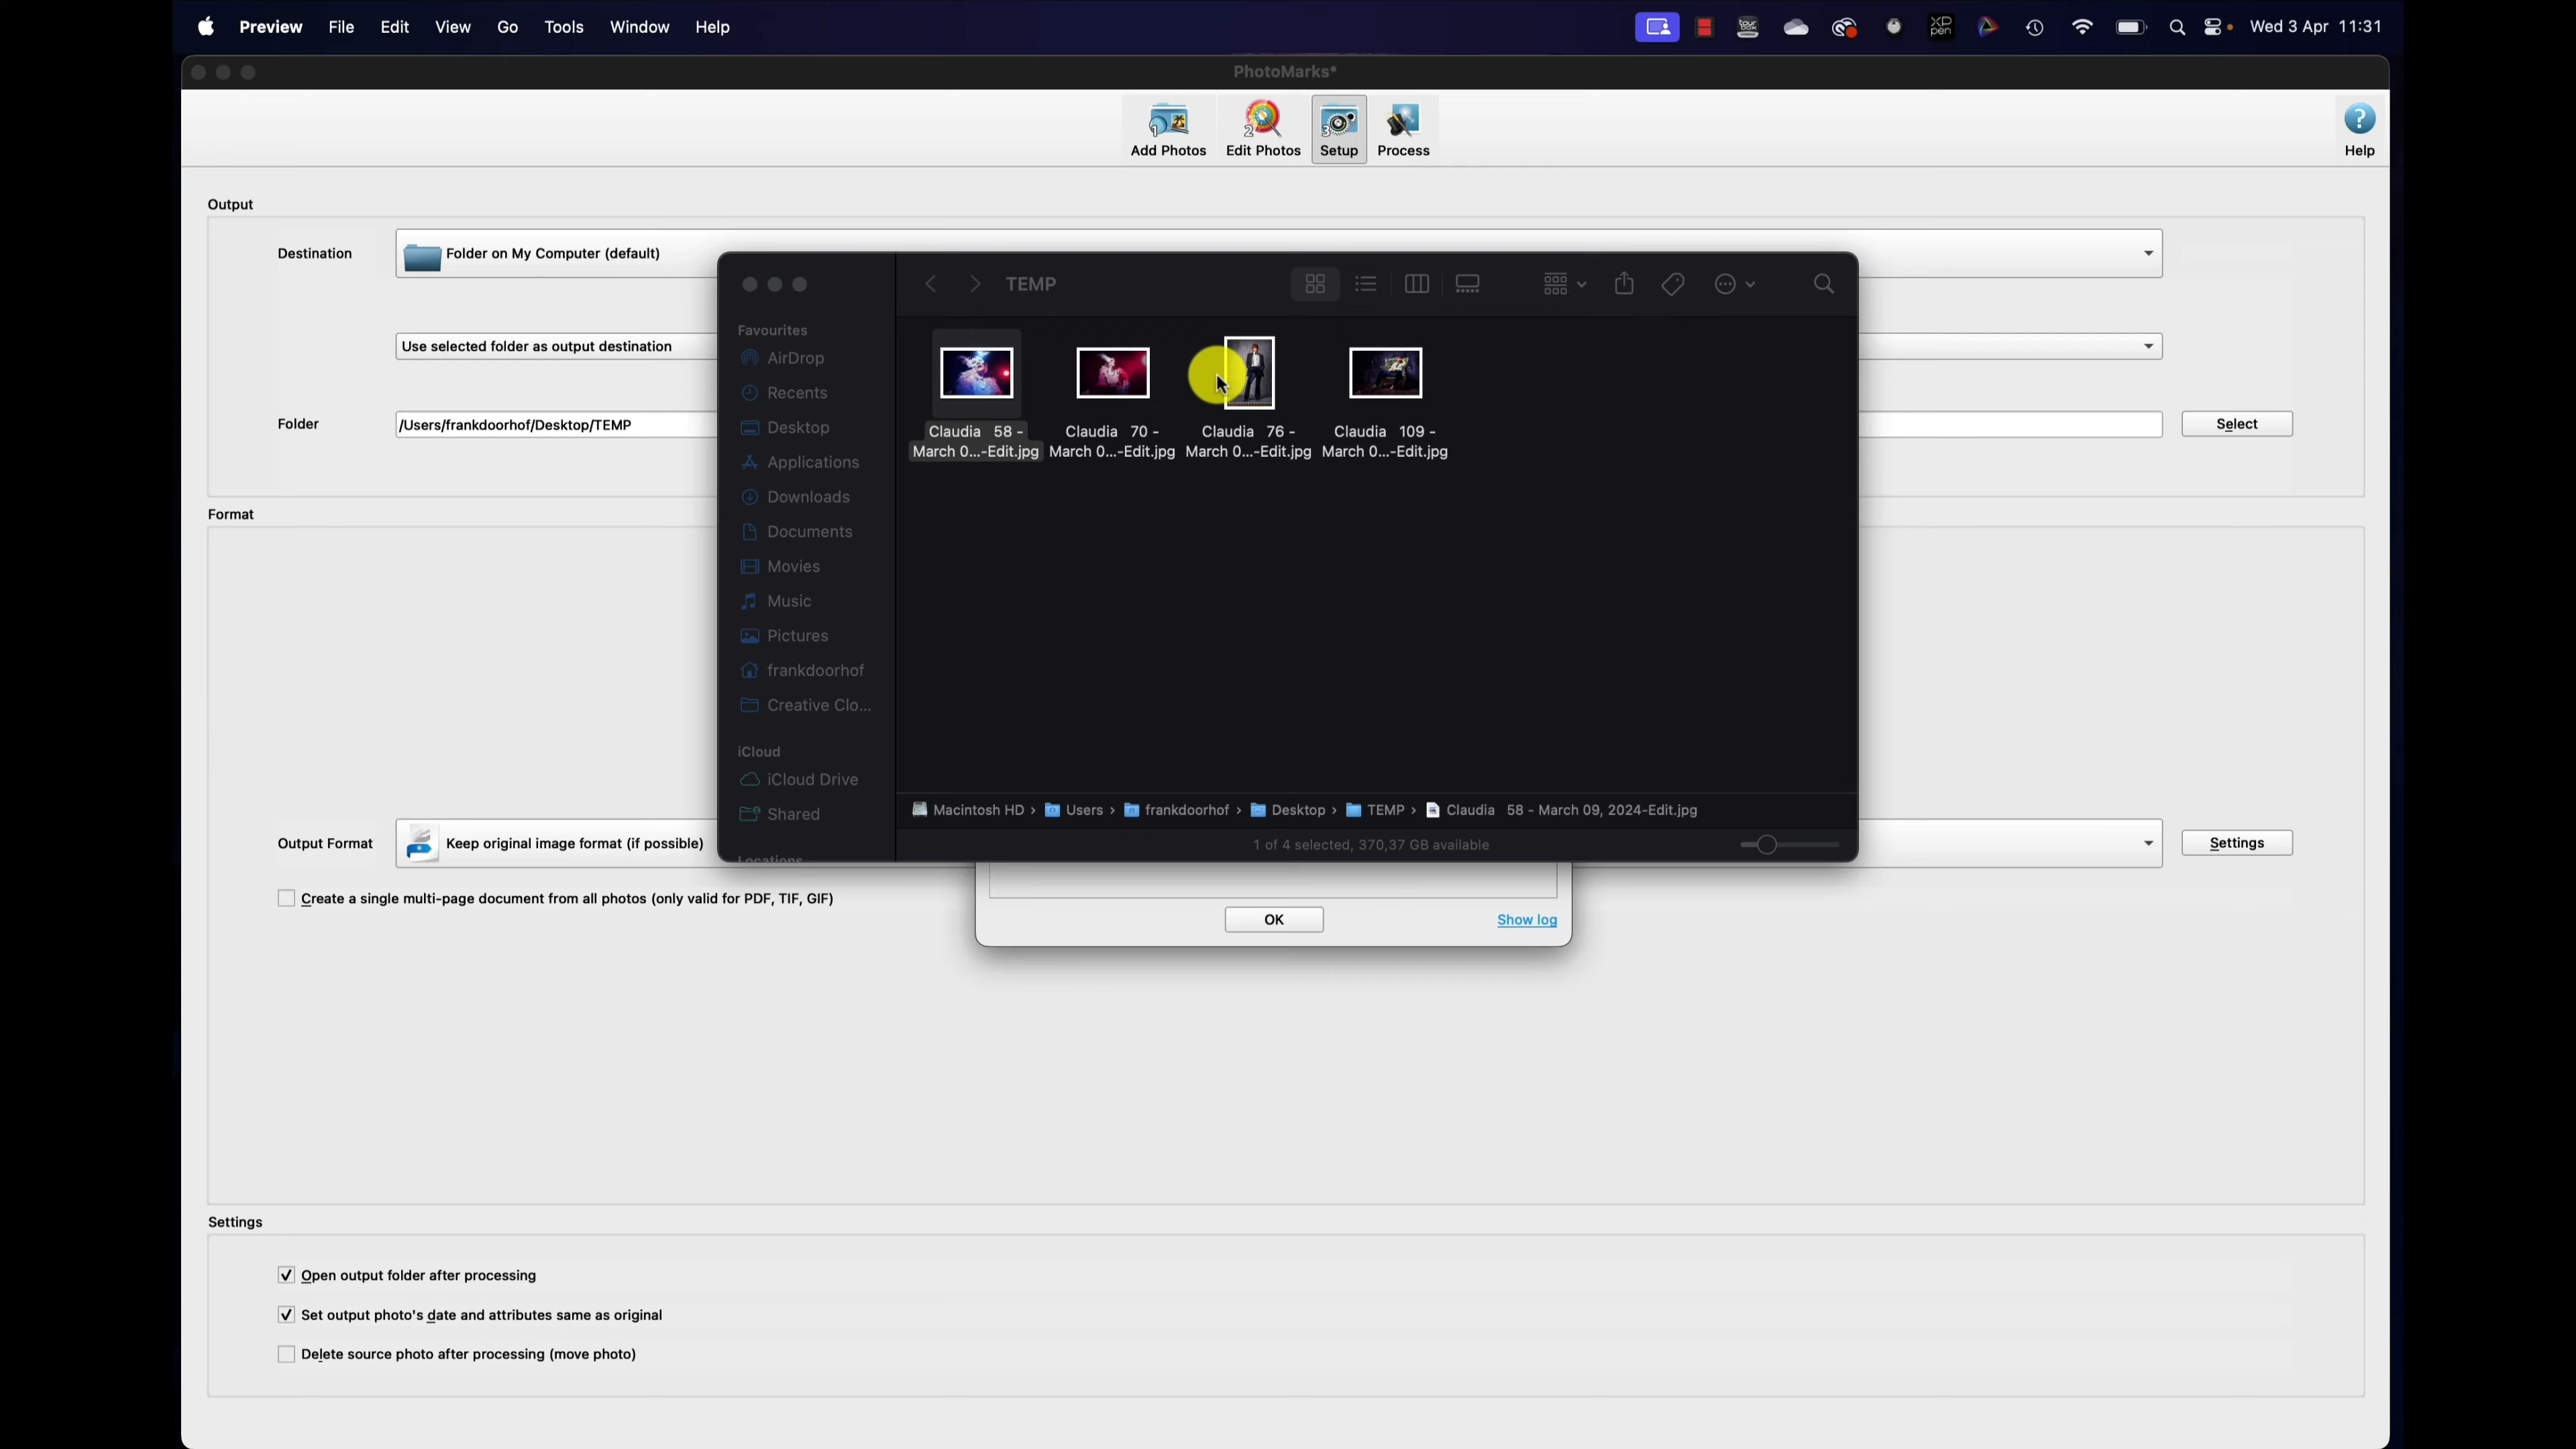 Preview File Edit View Go Tools Window Help
tour box
XP pen
Wed 3 Apr 11:31
PhotoMarks*
1 Add Photos
2 Edit Photos
3 Setup
Process
? Help
Output
Destination
Folder on My Computer (default)
Use selected folder as output destination
Folder
/Users/frankdoorhof/Desktop/TEMP
Select
TEMP
Favourites
AirDrop
Recents
Desktop
Applications
Downloads
Documents
Movies
Music
Pictures
frankdoorhof
Creative Clo...
iCloud
iCloud Drive
Shared
Locations
Claudia 58 -
March 0...-Edit.jpg
Claudia 70 -
March 0...-Edit.jpg
Claudia 76 -
March 0...-Edit.jpg
Claudia 109 -
March 0...-Edit.jpg
Macintosh HD › Users › frankdoorhof › Desktop › TEMP › Claudia 58 - March 09, 2024-Edit.jpg
1 of 4 selected, 370,37 GB available
Format
Output Format
Keep original image format (if possible)
Settings
Create a single multi-page document from all photos (only valid for PDF, TIF, GIF)
OK
Show log
Settings
Open output folder after processing
Set output photo's date and attributes same as original
Delete source photo after processing (move photo)